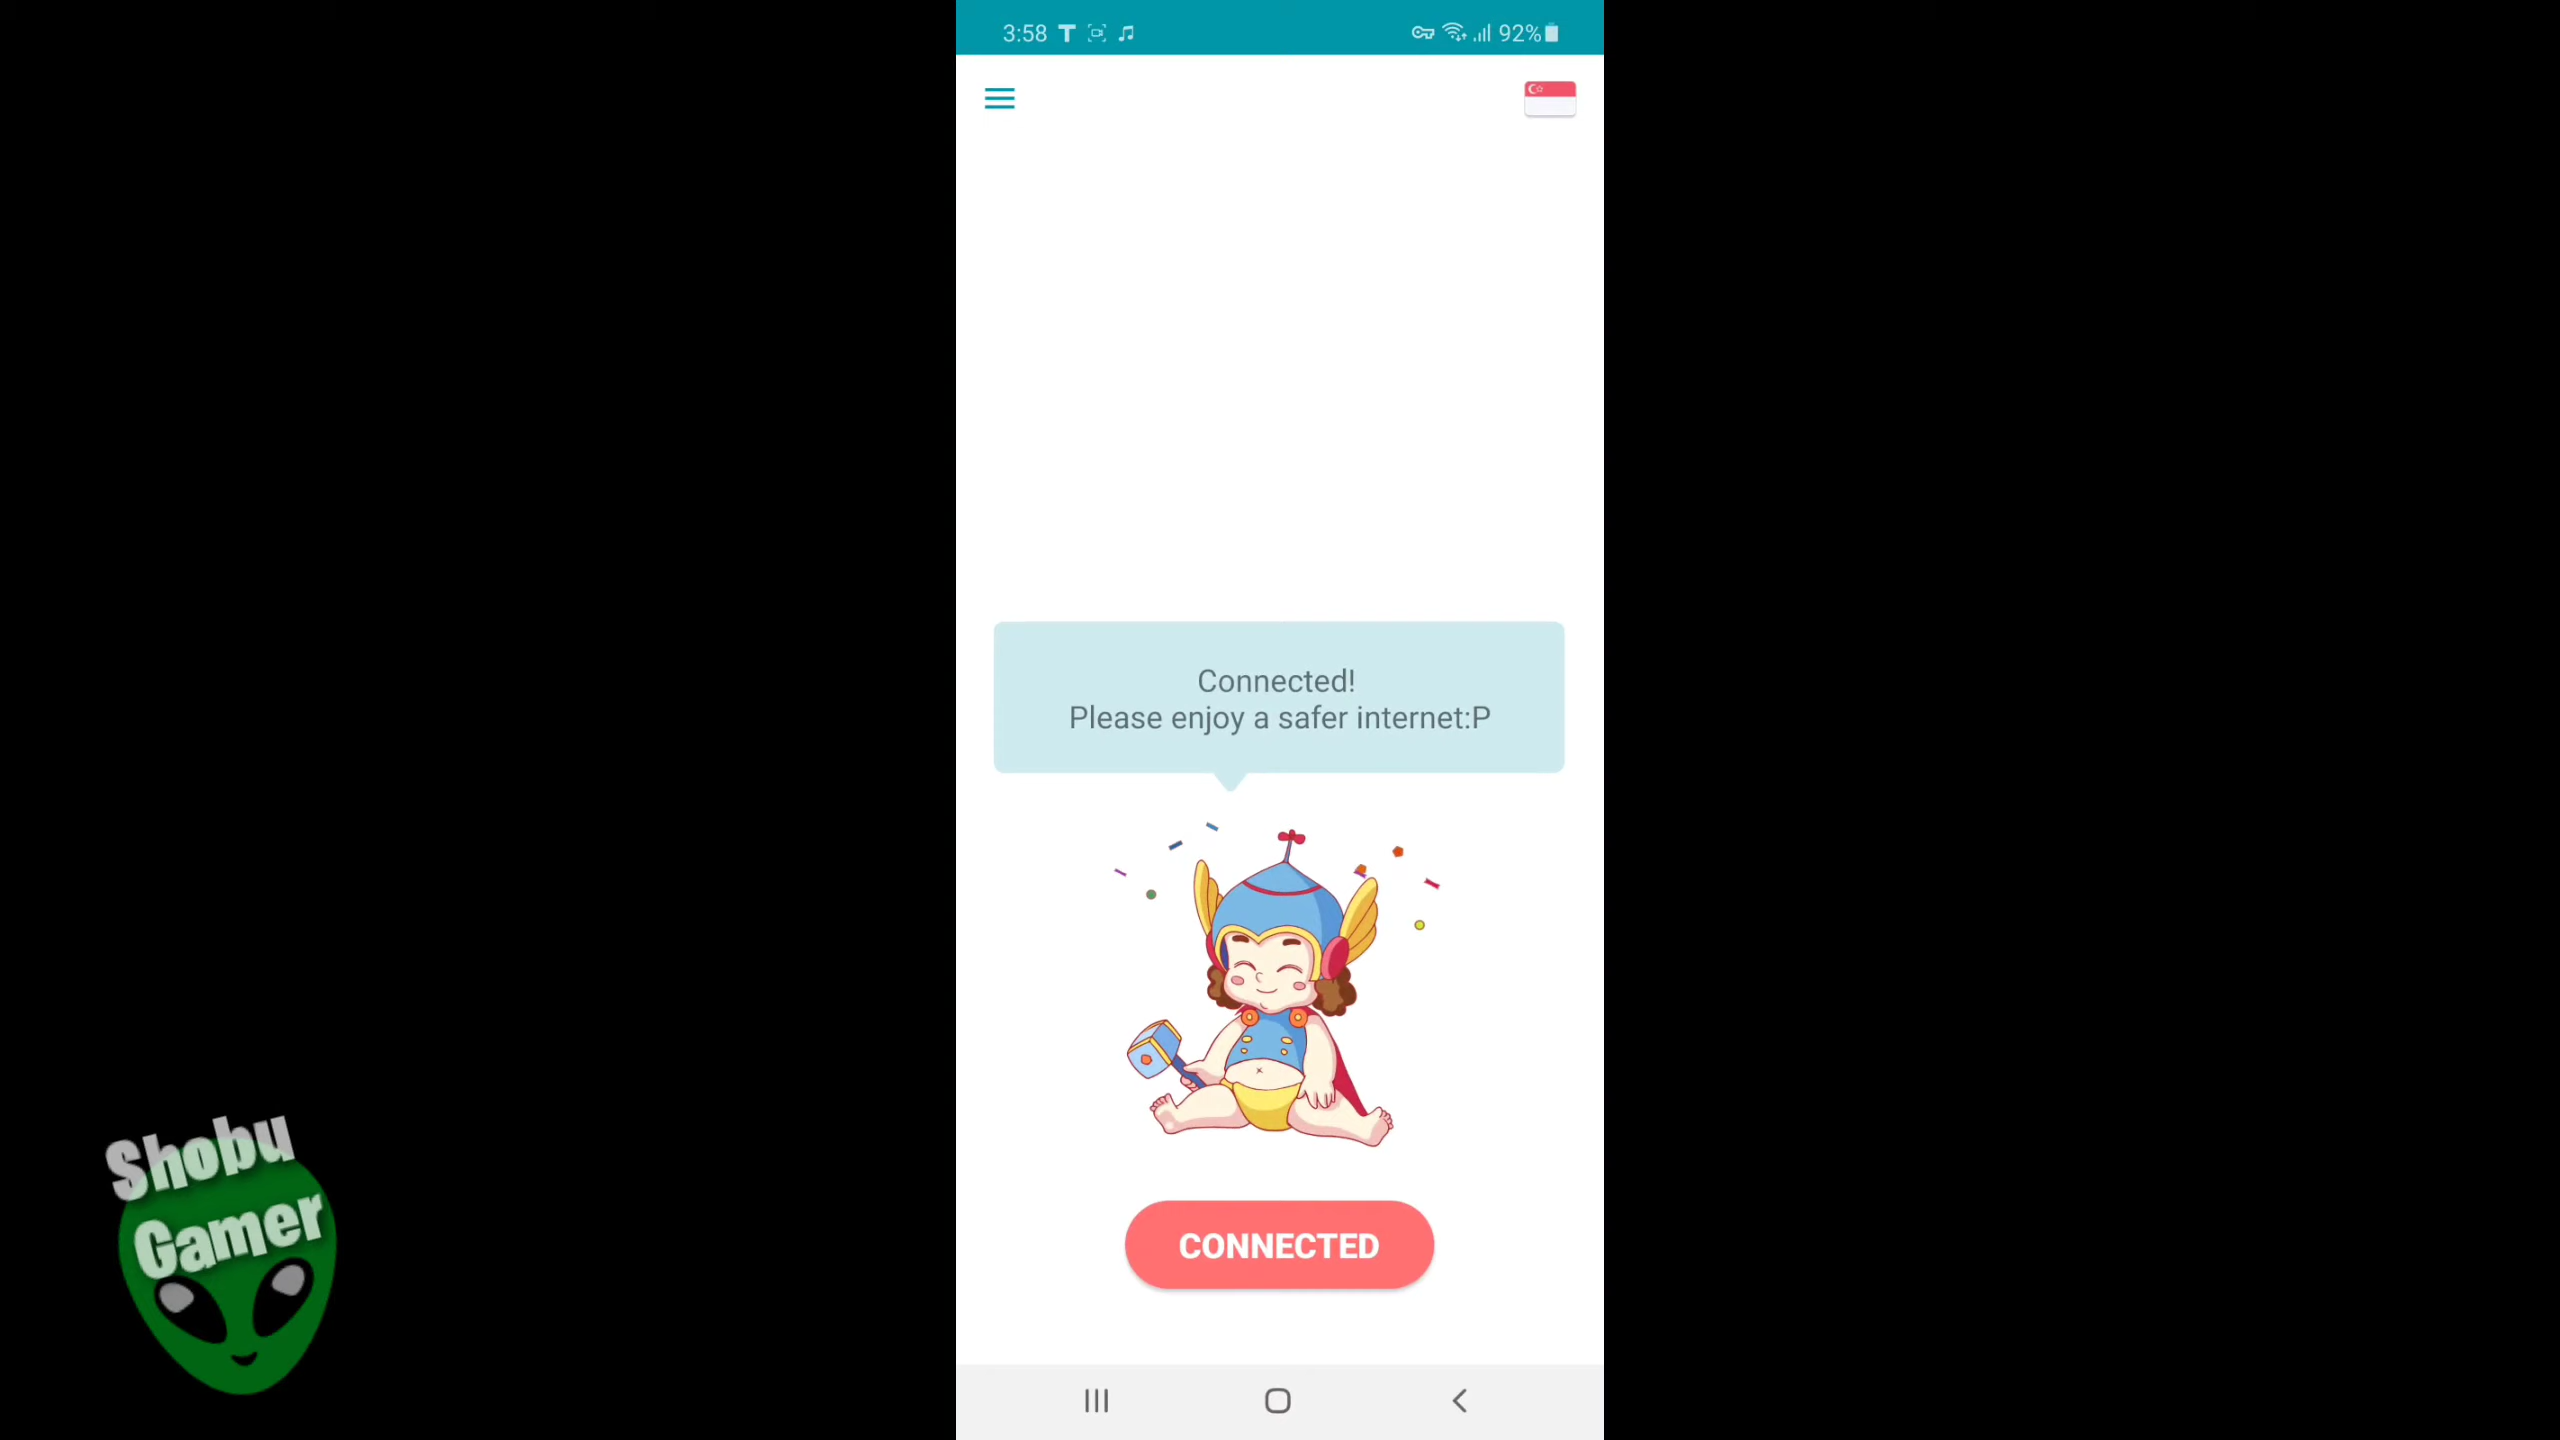 3:58
92%
Connected!
Please enjoy a safer internet:P
CONNECTED
Shobu
Gamer